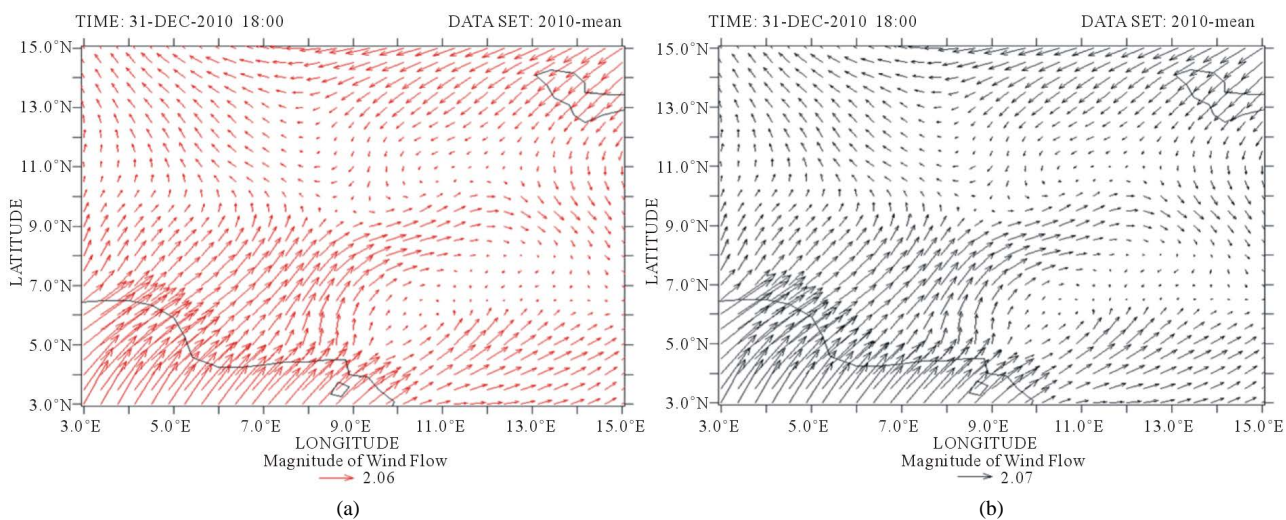 TIME: 31-DEC-2010 18:00 DATA SET: 2010-mean
15.0°N
13.0°N
11.0°N
9.0°N
7.0°N
5.0°N
3.0°N
LATITUDE
3.0°E 5.0°E 7.0°E 9.0°E 11.0°E 13.0°E 15.0°E
LONGITUDE
Magnitude of Wind Flow
2.06
(a)
TIME: 31-DEC-2010 18:00 DATA SET: 2010-mean
15.0°N
13.0°N
11.0°N
9.0°N
7.0°N
5.0°N
3.0°N
LATITUDE
3.0°E 5.0°E 7.0°E 9.0°E 11.0°E 13.0°E 15.0°E
LONGITUDE
Magnitude of Wind Flow
2.07
(b)